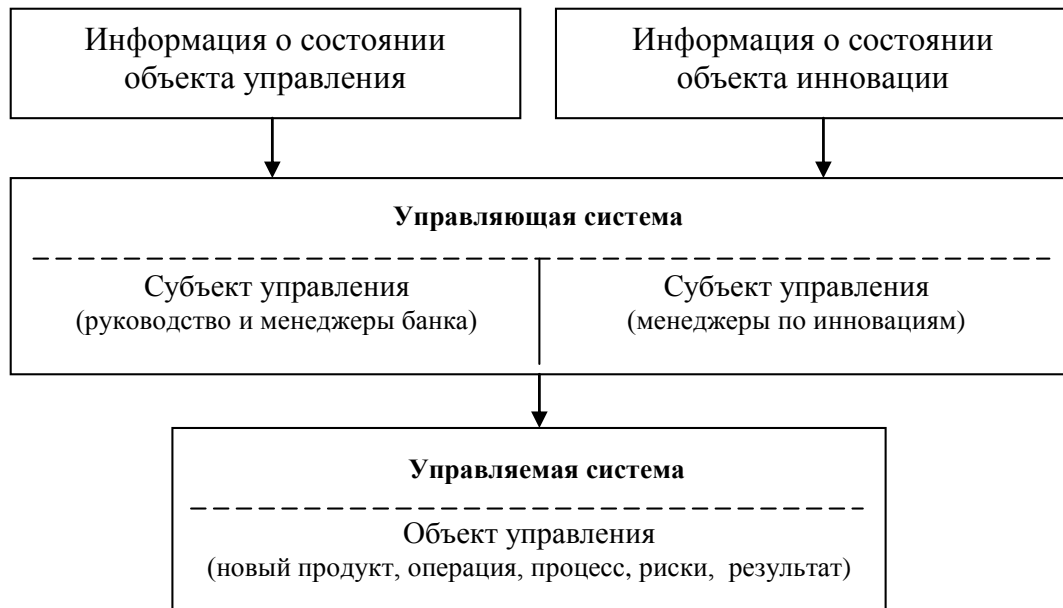 Информация о состоянии
объекта управления
Информация о состоянии
объекта инновации
Управляющая система
Субъект управления
(руководство и менеджеры банка)
Субъект управления
(менеджеры по инновациям)
Управляемая система
Объект управления
(новый продукт, операция, процесс, риски, результат)